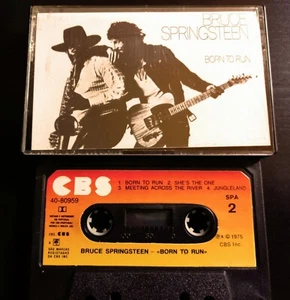 BRUCE
SPRINGSTEEN
BORN TO RUN
CBS
40-80959
1. BORN TO RUN 2. SHE'S THE ONE
3. MEETING ACROSS THE RIVER 4. JUNGLELAND
SPA
2
BRUCE SPRINGSTEEN - «BORN TO RUN»
℗ © 1975
CBS Inc.